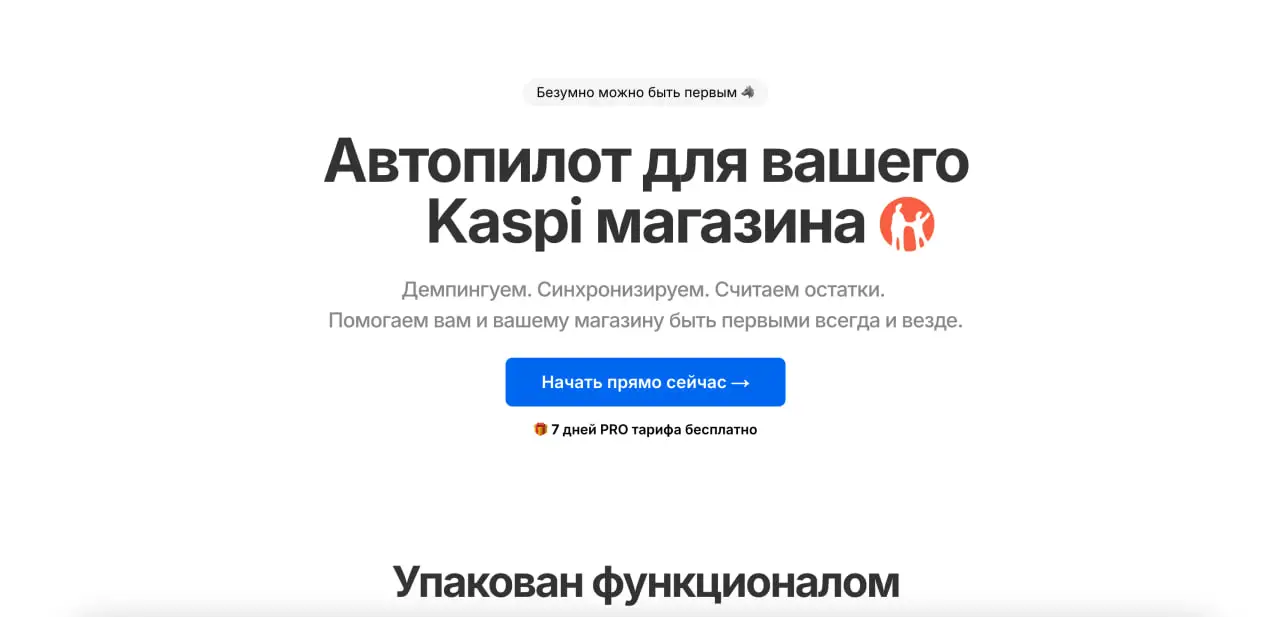 Безумно можно быть первым 🐴
Автопилот для вашего
Kaspi магазина
Демпингуем. Синхронизируем. Считаем остатки.
Помогаем вам и вашему магазину быть первыми всегда и везде.
Начать прямо сейчас →
🎁 7 дней PRO тарифа бесплатно
Упакован функционалом